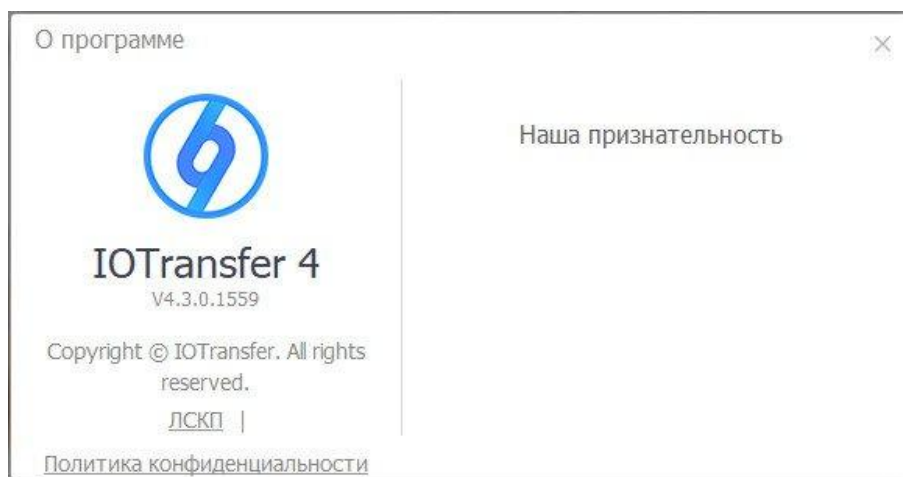 О программе
IOTransfer 4
V4.3.0.1559
Copyright © IOTransfer. All rights
reserved.
ЛСКП |
Политика конфиденциальности
Наша признательность